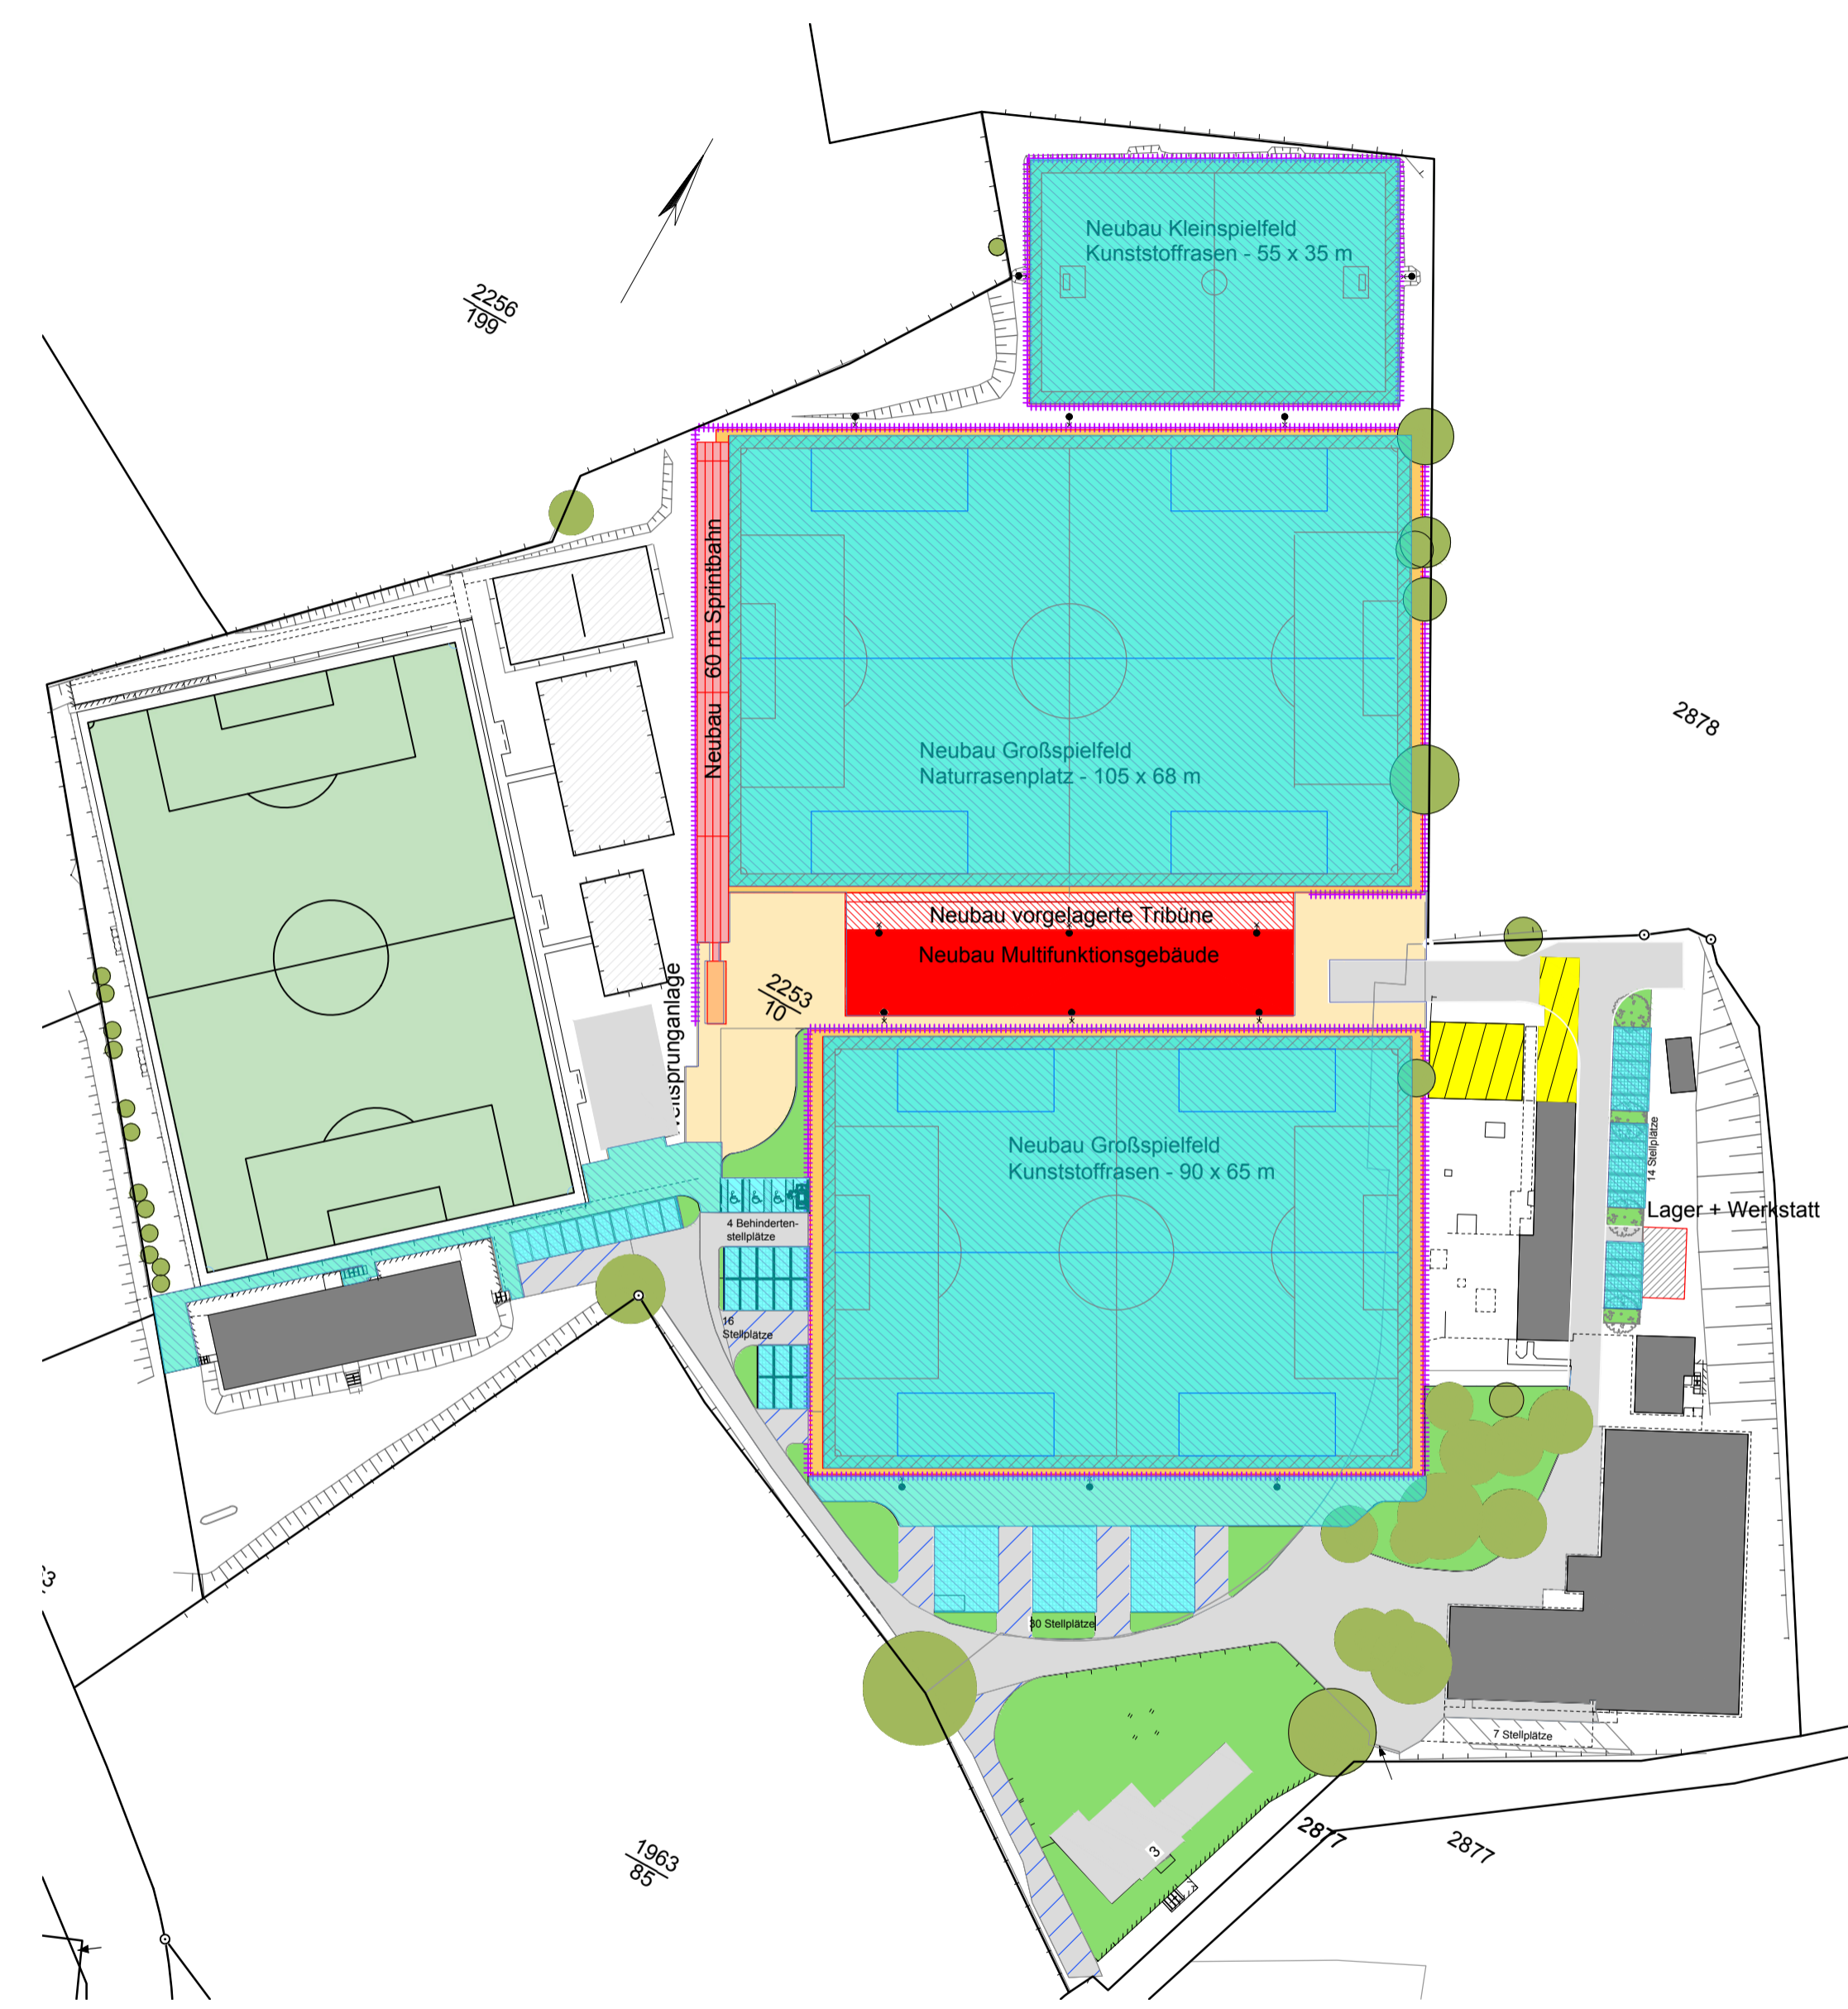 Neubau Kleinspielfeld
Kunststoffrasen - 55 x 35 m
2256
199
Neubau 60 m Sprintbahn
2878
Neubau Großspielfeld
Naturrasenplatz - 105 x 68 m
Neubau vorgelagerte Tribüne
Neubau Multifunktionsgebäude
2253
10
Neubau Großspielfeld
Kunststoffrasen - 90 x 65 m
14 Stellplätze
Lager + Werkstatt
4 Behinderten-
stellplätze
16
Stellplätze
30 Stellplätze
7 Stellplätze
3
2877
2877
1963
85